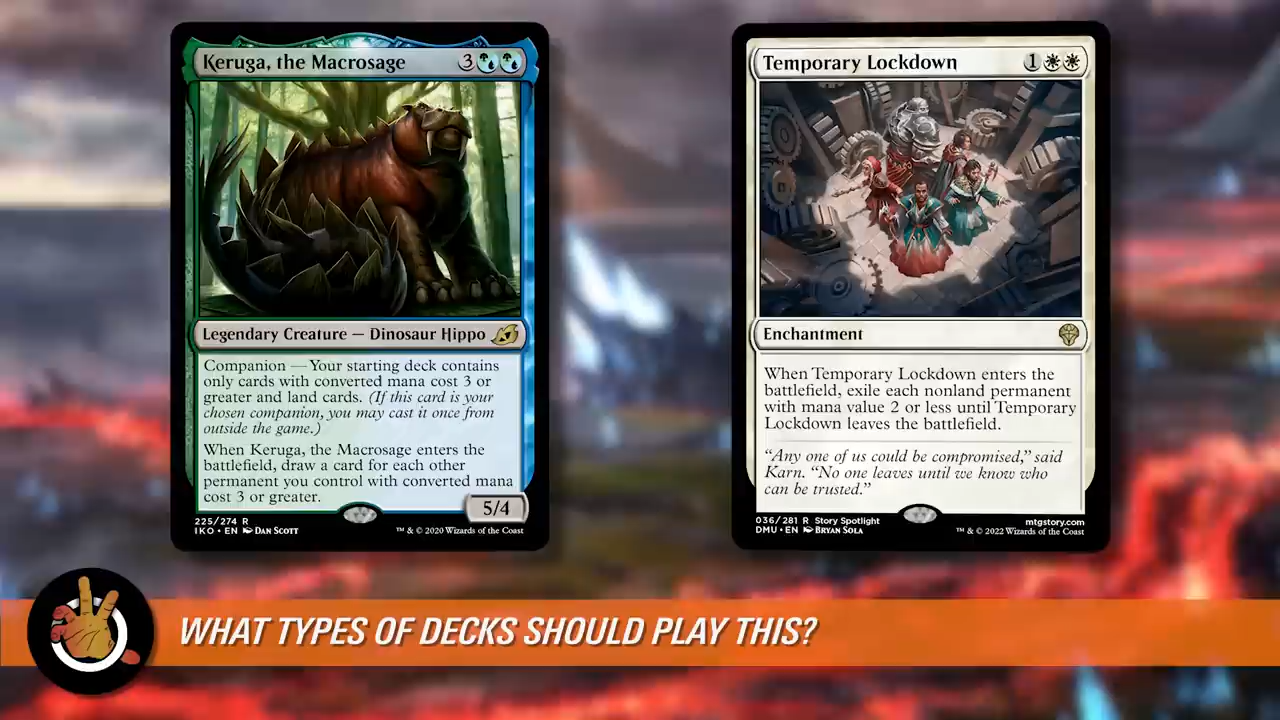 Keruga, the Macrosage 3
Legendary Creature — Dinosaur Hippo
Companion — Your starting deck contains
only cards with converted mana cost 3 or
greater and land cards. (If this card is your
chosen companion, you may cast it once from
outside the game.)
When Keruga, the Macrosage enters the
battlefield, draw a card for each other
permanent you control with converted mana
cost 3 or greater.
5/4
225/274 R
IKO • EN DAN SCOTT
™ & © 2020 Wizards of the Coast
Temporary Lockdown 1
Enchantment
When Temporary Lockdown enters the
battlefield, exile each nonland permanent
with mana value 2 or less until Temporary
Lockdown leaves the battlefield.
“Any one of us could be compromised,” said
Karn. “No one leaves until we know who
can be trusted.”
036/281 R Story Spotlight
DMU • EN BRYAN SOLA
mtgstory.com
™ & © 2022 Wizards of the Coast
WHAT TYPES OF DECKS SHOULD PLAY THIS?